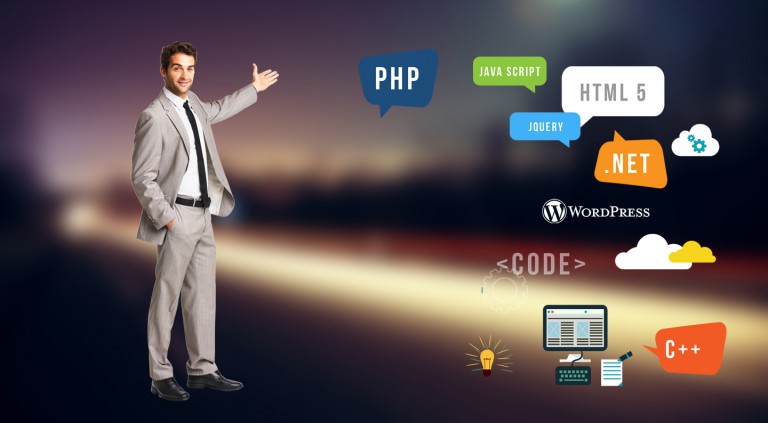 PHP
JAVA SCRIPT
HTML 5
JQUERY
.NET
WORDPRESS
<CODE>
C++